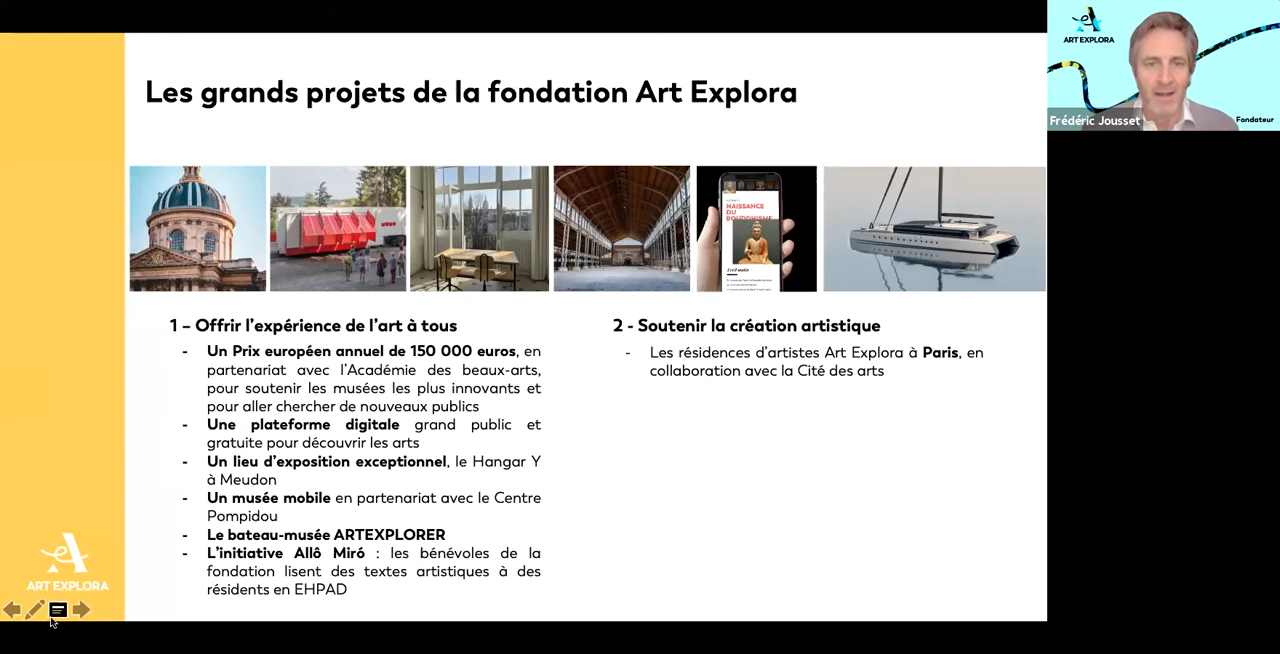 Les grands projets de la fondation Art Explora
NAISSANCE
DU
BOUDDHISME
L'éveil
1 – Offrir l'expérience de l'art à tous
- Un Prix européen annuel de 150 000 euros, en
partenariat avec l'Académie des beaux-arts,
pour soutenir les musées les plus innovants et
pour aller chercher de nouveaux publics
- Une plateforme digitale grand public et
gratuite pour découvrir les arts
- Un lieu d'exposition exceptionnel, le Hangar Y
à Meudon
- Un musée mobile en partenariat avec le Centre
Pompidou
- Le bateau-musée ARTEXPLORER
- L'initiative Allô Miró : les bénévoles de la
fondation lisent des textes artistiques à des
résidents en EHPAD
2 - Soutenir la création artistique
- Les résidences d'artistes Art Explora à Paris, en
collaboration avec la Cité des arts
ART EXPLORA
ART EXPLORA
Frédéric Jousset
Fondateur